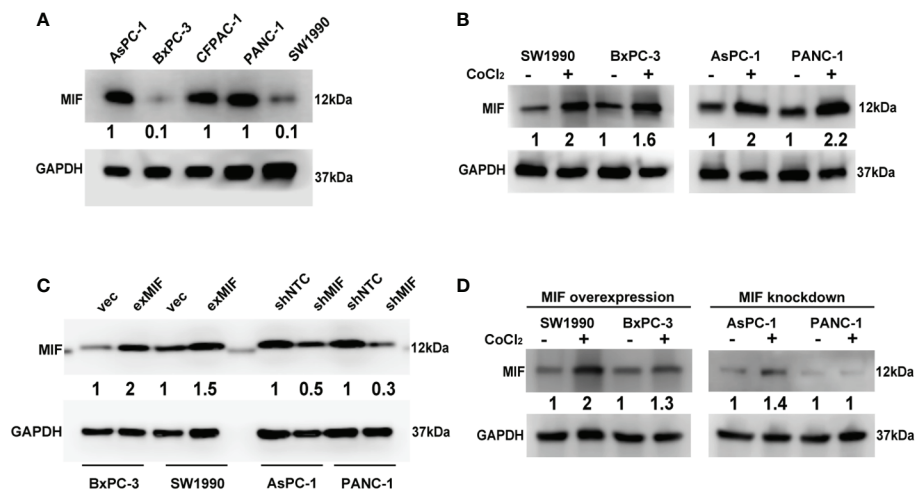 A
AsPC-1 BxPC-3 CFPAC-1 PANC-1 SW1990
MIF 12kDa
1 0.1 1 1 0.1
GAPDH 37kDa
B
SW1990 BxPC-3 AsPC-1 PANC-1
CoCl₂ - + - + - + - +
MIF 12kDa
1 2 1 1.6 1 2 1 2.2
GAPDH 37kDa
C
vec exMIF vec exMIF shNTC shMIF shNTC shMIF
MIF 12kDa
1 2 1 1.5 1 0.5 1 0.3
GAPDH 37kDa
BxPC-3 SW1990 AsPC-1 PANC-1
D
MIF overexpression MIF knockdown
SW1990 BxPC-3 AsPC-1 PANC-1
CoCl₂ - + - + - + - +
MIF 12kDa
1 2 1 1.3 1 1.4 1 1
GAPDH 37kDa